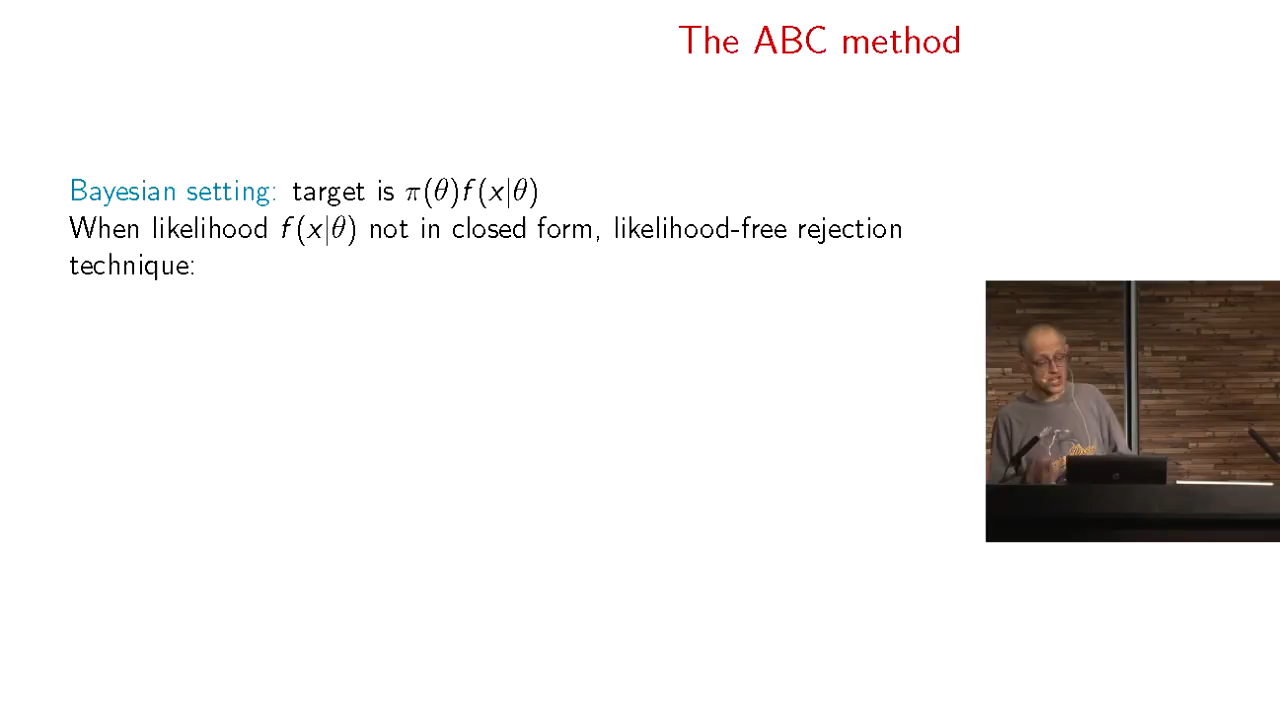 The ABC method
Bayesian setting: target is π(θ)f(x|θ)
When likelihood f(x|θ) not in closed form, likelihood-free rejection
technique: